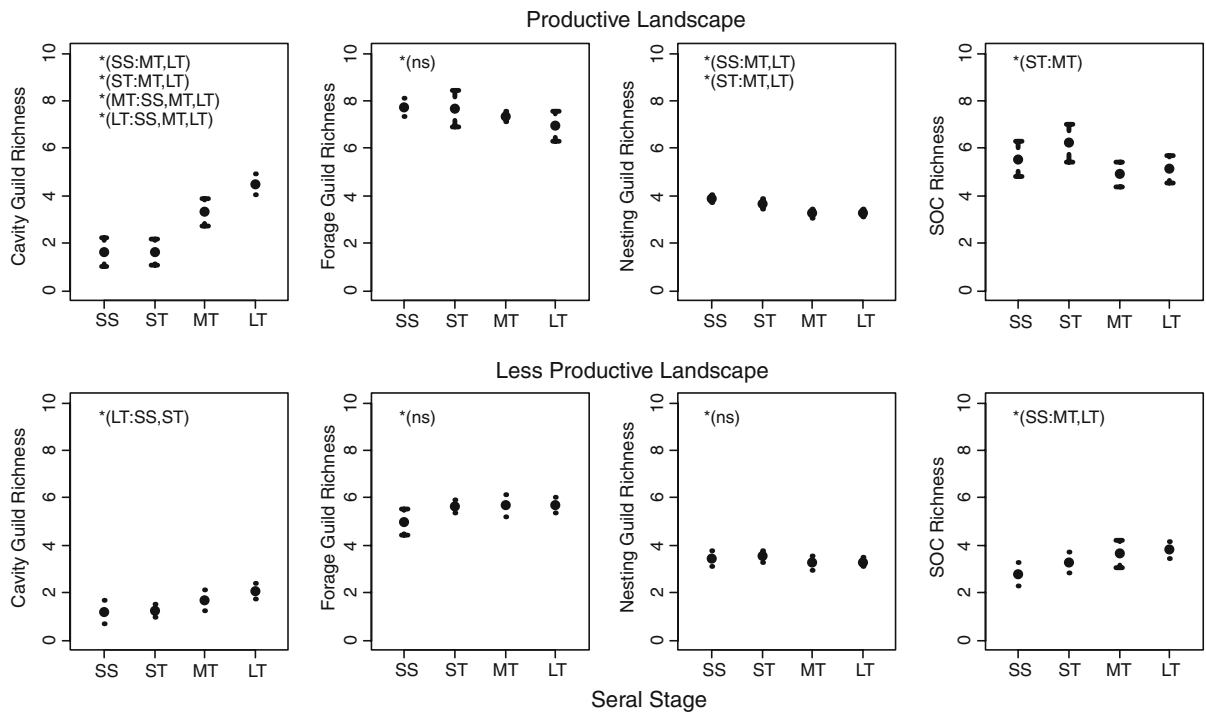 Productive Landscape
Cavity Guild Richness
0 2 4 6 8 10
*(SS:MT,LT)
*(ST:MT,LT)
*(MT:SS,MT,LT)
*(LT:SS,MT,LT)
SS ST MT LT
Forage Guild Richness
0 2 4 6 8 10
*(ns)
SS ST MT LT
Nesting Guild Richness
0 2 4 6 8 10
*(SS:MT,LT)
*(ST:MT,LT)
SS ST MT LT
SOC Richness
0 2 4 6 8 10
*(ST:MT)
SS ST MT LT
Less Productive Landscape
Cavity Guild Richness
0 2 4 6 8 10
*(LT:SS,ST)
SS ST MT LT
Forage Guild Richness
0 2 4 6 8 10
*(ns)
SS ST MT LT
Nesting Guild Richness
0 2 4 6 8 10
*(ns)
SS ST MT LT
SOC Richness
0 2 4 6 8 10
*(SS:MT,LT)
SS ST MT LT
Seral Stage